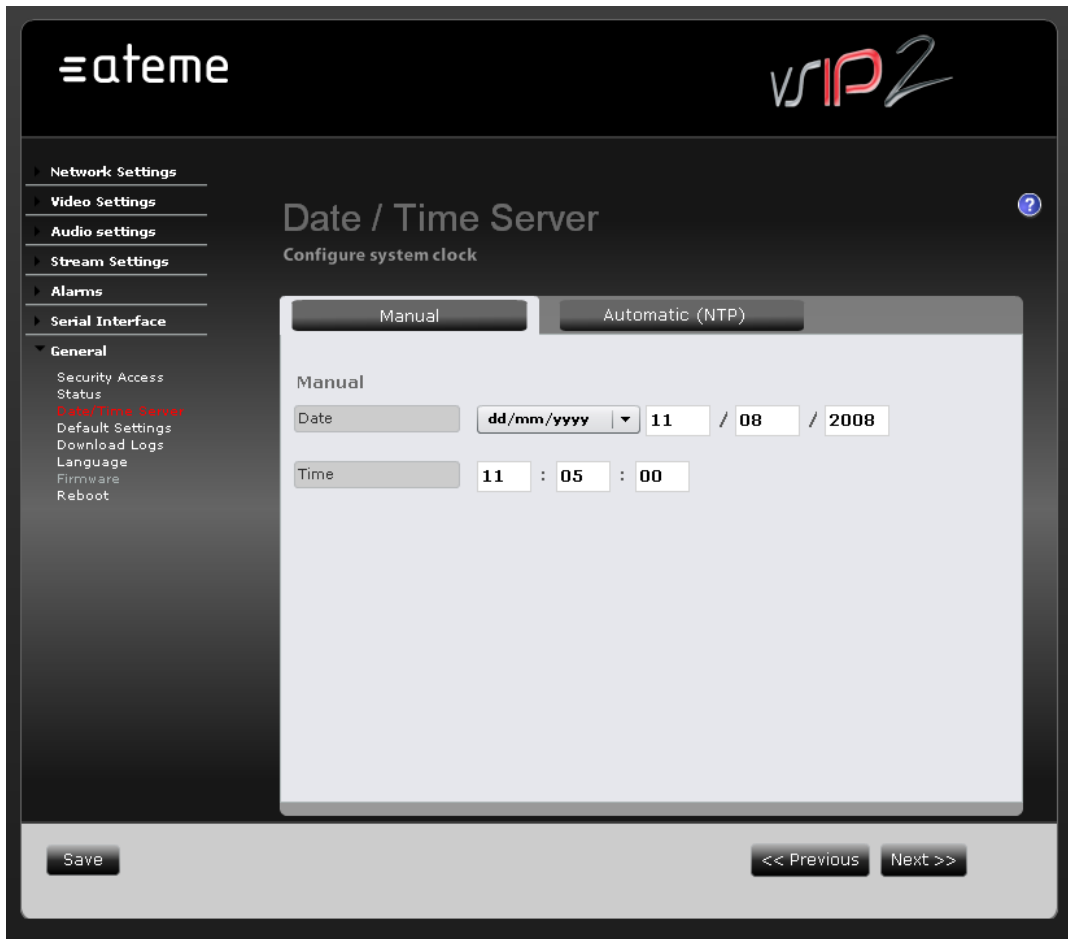 ateme
vsIP2
Network Settings
Video Settings
Audio settings
Stream Settings
Alarms
Serial Interface
General
Security Access
Status
Date/Time Server
Default Settings
Download Logs
Language
Firmware
Reboot
Date / Time Server
?
Configure system clock
Manual
Automatic (NTP)
Manual
Date dd/mm/yyyy 11 / 08 / 2008
Time 11 : 05 : 00
Save << Previous Next >>